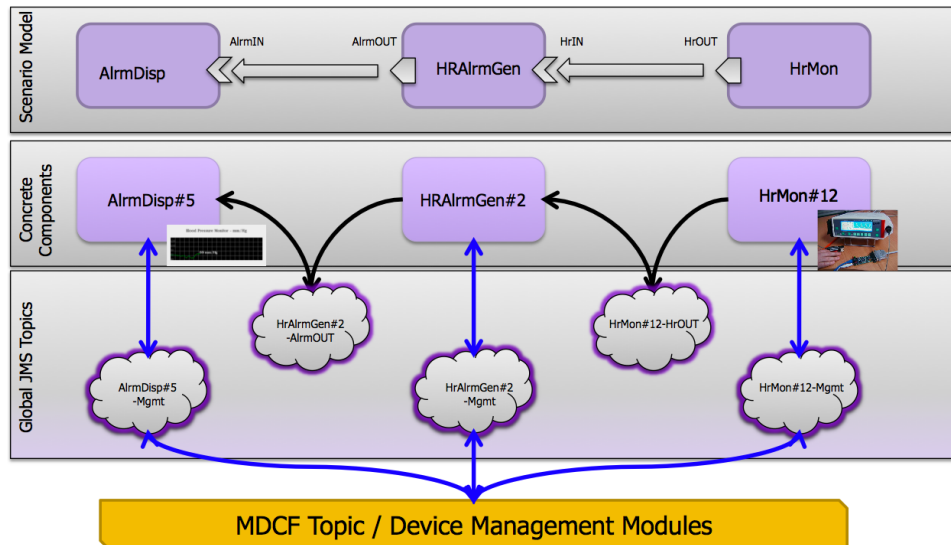 Scenario Model
AlrmIN
AlrmOUT
HrIN
HrOUT
AlrmDisp
HRAlrmGen
HrMon
Concrete
Components
AlrmDisp#5
HRAlrmGen#2
HrMon#12
Global JMS Topics
HrAlrmGen#2
-AlrmOUT
HrMon#12-HrOUT
AlrmDisp#5
-Mgmt
HrAlrmGen#2
-Mgmt
HrMon#12-Mgmt
MDCF Topic / Device Management Modules